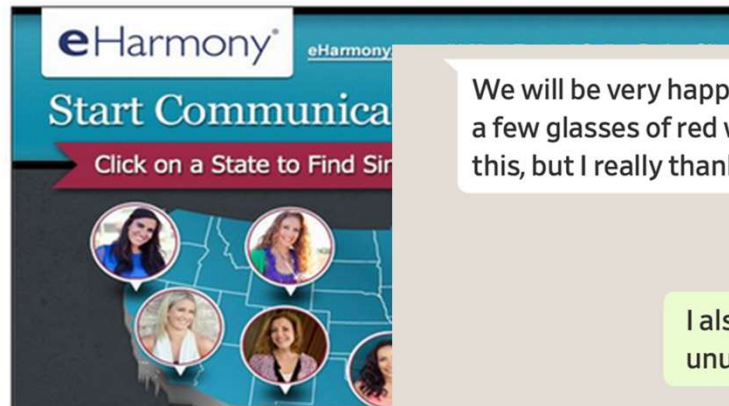 eHarmony®
eHarmony
Start Communica
Click on a State to Find Sin
We will be very happ
a few glasses of red
this, but I really than
I als
unu